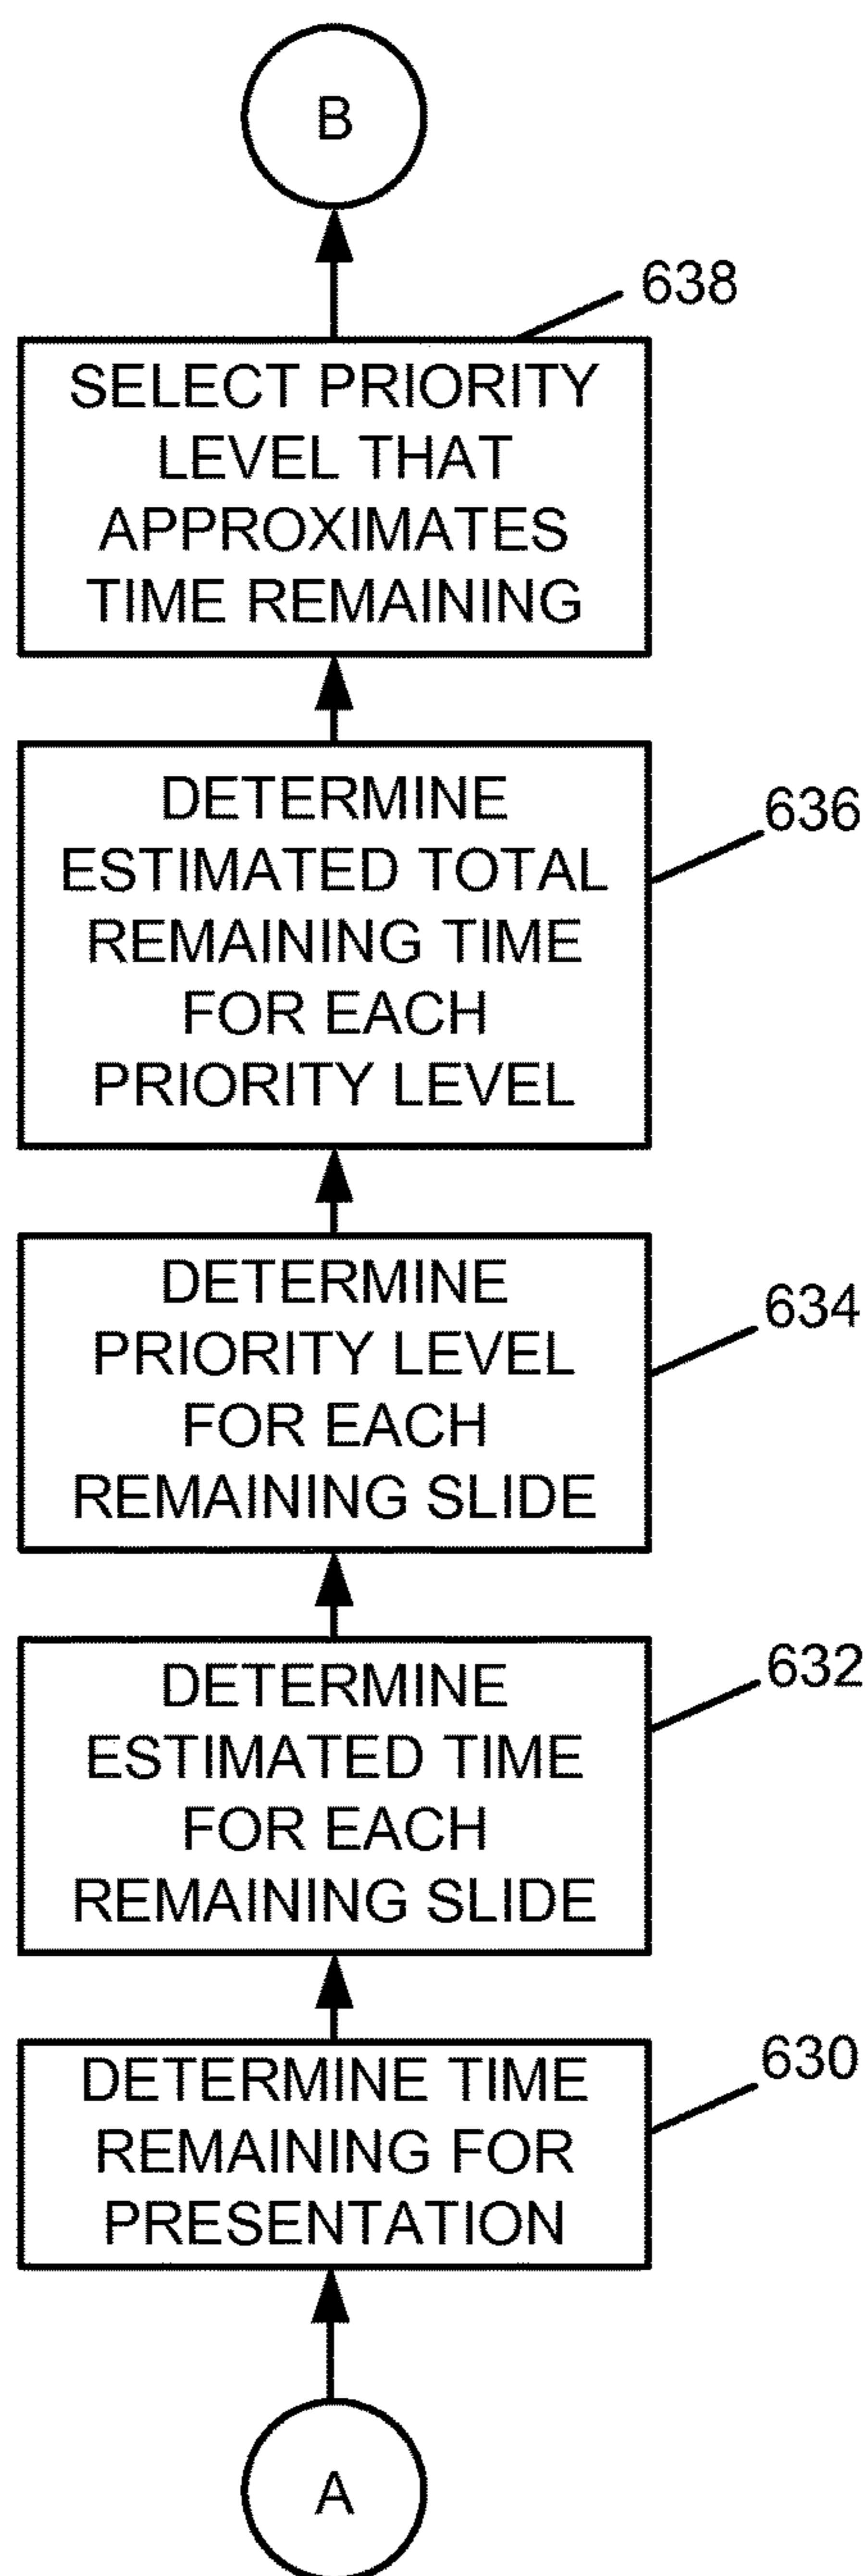 B
638
SELECT PRIORITY
LEVEL THAT
APPROXIMATES
TIME REMAINING
636
DETERMINE
ESTIMATED TOTAL
REMAINING TIME
FOR EACH
PRIORITY LEVEL
634
DETERMINE
PRIORITY LEVEL
FOR EACH
REMAINING SLIDE
632
DETERMINE
ESTIMATED TIME
FOR EACH
REMAINING SLIDE
630
DETERMINE TIME
REMAINING FOR
PRESENTATION
A